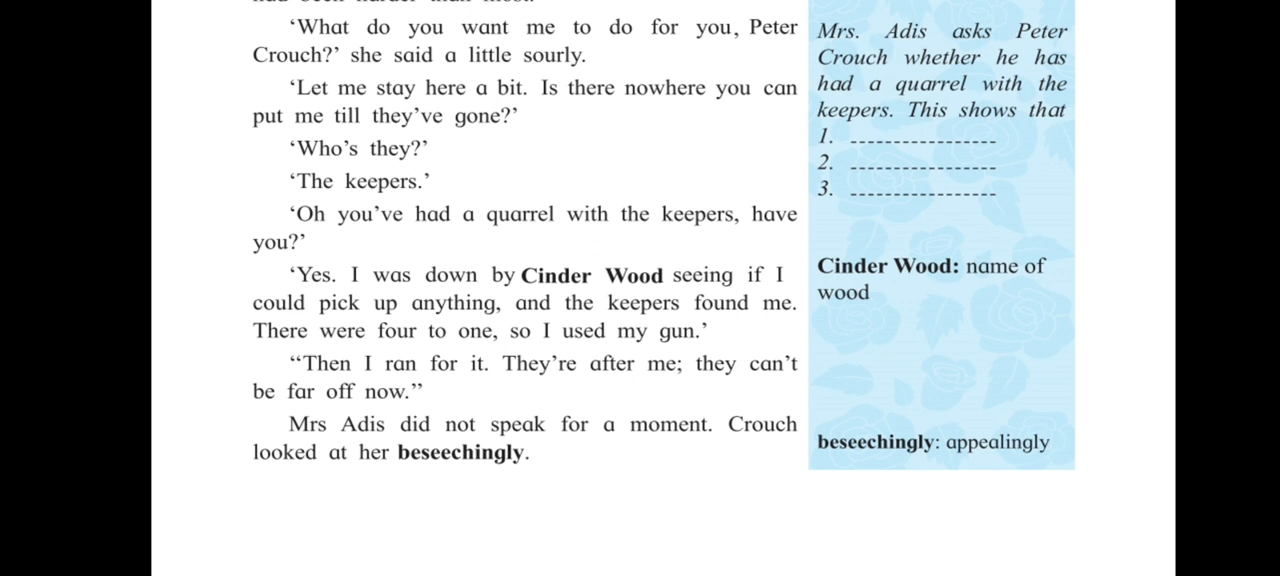 ‘What do you want me to do for you, Peter
Crouch?’ she said a little sourly.
‘Let me stay here a bit. Is there nowhere you can
put me till they’ve gone?’
‘Who’s they?’
‘The keepers.’
‘Oh you’ve had a quarrel with the keepers, have
you?’
‘Yes. I was down by Cinder Wood seeing if I
could pick up anything, and the keepers found me.
There were four to one, so I used my gun.’
“Then I ran for it. They’re after me; they can’t
be far off now.”
Mrs Adis did not speak for a moment. Crouch
looked at her beseechingly.
Mrs. Adis asks Peter
Crouch whether he has
had a quarrel with the
keepers. This shows that
1. -----------------
2. -----------------
3. -----------------
Cinder Wood: name of
wood
beseechingly: appealingly